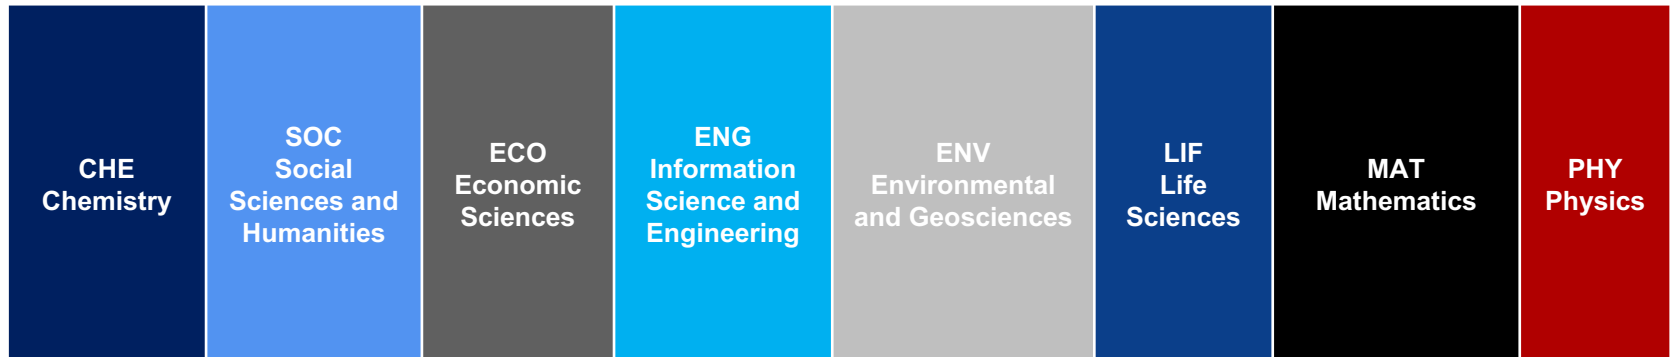 CHE
Chemistry
SOC
Social
Sciences and
Humanities
ECO
Economic
Sciences
ENG
Information
Science and
Engineering
ENV
Environmental
and Geosciences
LIF
Life
Sciences
MAT
Mathematics
PHY
Physics